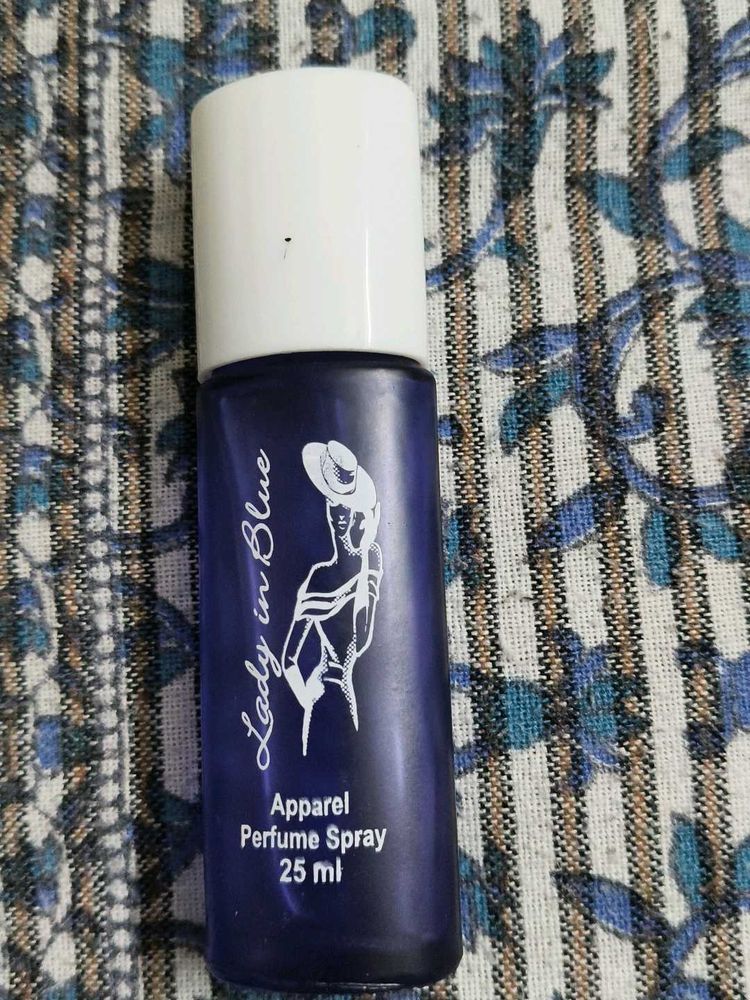 Lady in Blue
Apparel
Perfume Spray
25 ml